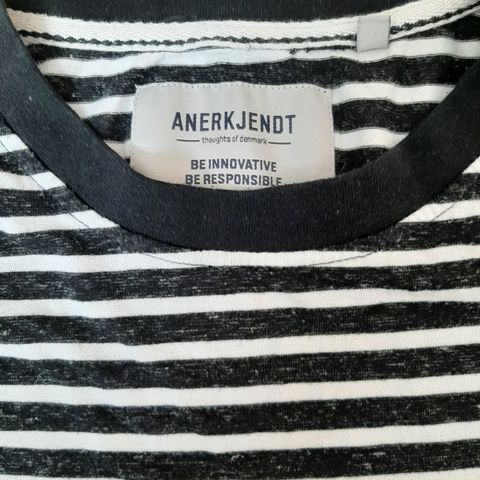 ANERKJENDT
thoughts of denmark
BE INNOVATIVE
BE RESPONSIBLE